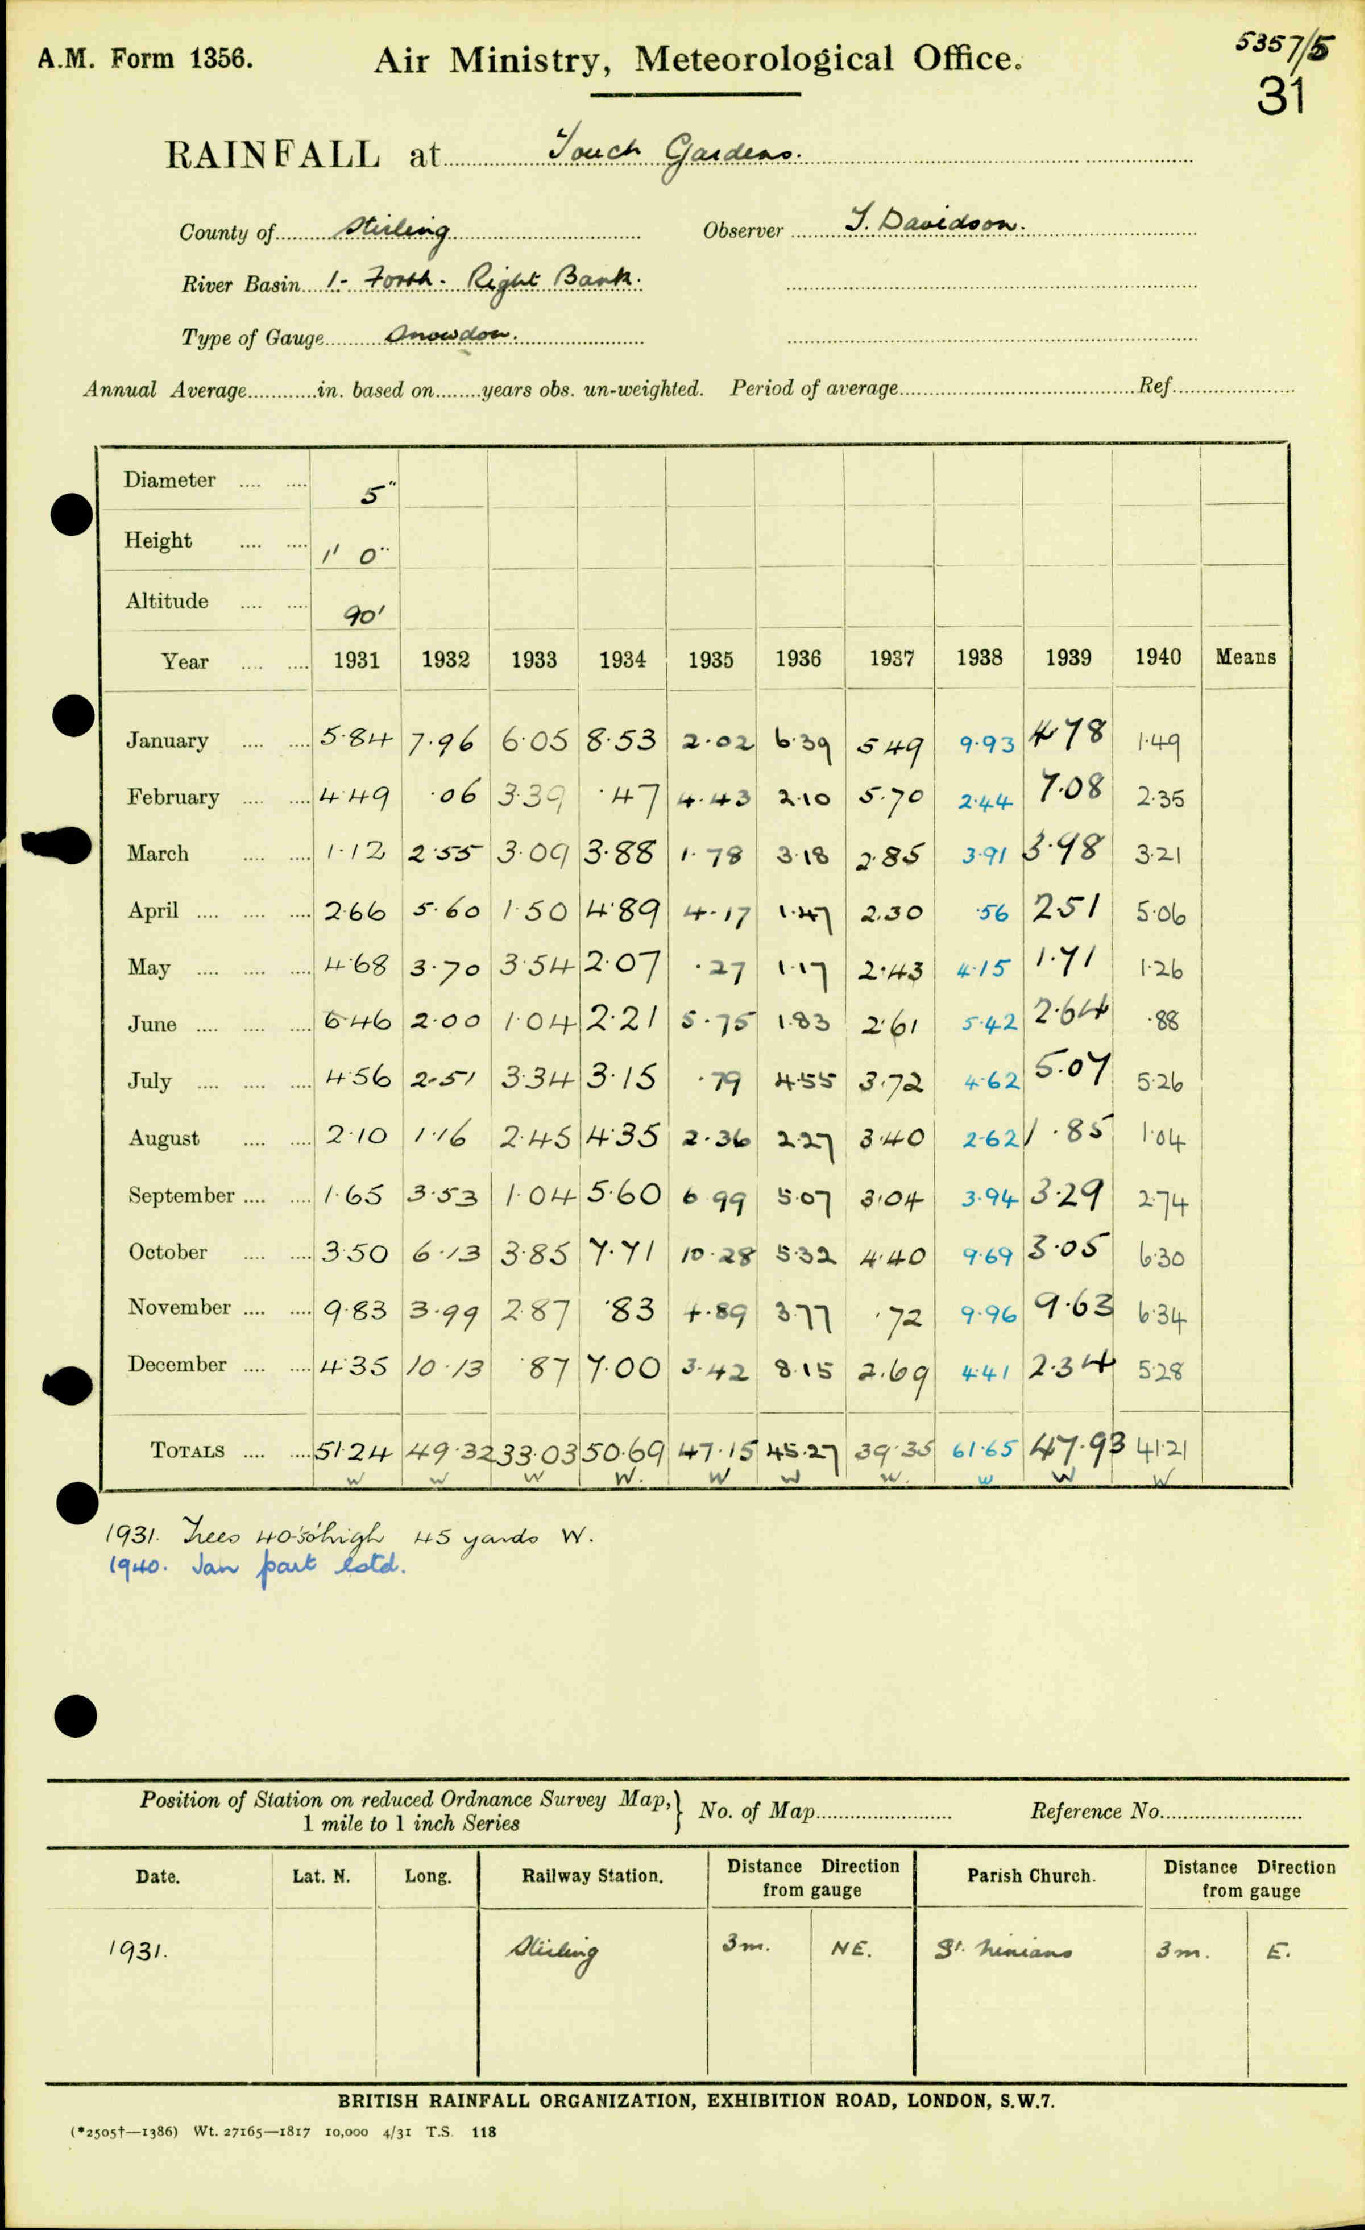 A.M. Form 1356.
Air Ministry, Meteorological Office.
5357/5
31
RAINFALL at Touch Gardens.
County of Stirling Observer J. Davidson.
River Basin 1- Forth - Right Bank.
Type of Gauge Snowdon.
Annual Average in. based on years obs. un-weighted. Period of average Ref.
Diameter 5"
Height 1' 0"
Altitude 90'
Year 1931 1932 1933 1934 1935 1936 1937 1938 1939 1940 Means
January 5.84 7.96 6.05 8.53 2.02 6.39 5.49 9.93 4.78 1.49
February 4.49 .06 3.39 .47 4.43 2.10 5.70 2.44 7.08 2.35
March 1.12 2.55 3.09 3.88 1.78 3.18 2.85 3.91 3.98 3.21
April 2.66 5.60 1.50 4.89 4.17 1.47 2.30 .56 2.51 5.06
May 4.68 3.70 3.54 2.07 .27 1.17 2.43 4.15 1.71 1.26
June 6.46 2.00 1.04 2.21 5.75 1.83 2.61 5.42 2.64 .88
July 4.56 2.51 3.34 3.15 .79 4.55 3.72 4.62 5.07 5.26
August 2.10 1.16 2.45 4.35 2.36 2.27 3.40 2.62 1.85 1.04
September 1.65 3.53 1.04 5.60 6.99 5.07 3.04 3.94 3.29 2.74
October 3.50 6.13 3.85 7.71 10.28 5.32 4.40 9.69 3.05 6.30
November 9.83 3.99 2.87 .83 4.89 3.77 .72 9.96 9.63 6.34
December 4.35 10.13 .87 7.00 3.42 8.15 2.69 4.41 2.34 5.28
TOTALS 51.24 49.32 33.03 50.69 47.15 45.27 39.35 61.65 47.93 41.21
W W W W. W W W. W W W
1931. Trees 40-50' high 45 yards W.
1940. Jan part estd.
Position of Station on reduced Ordnance Survey Map, } No. of Map Reference No.
1 mile to 1 inch Series
Date. Lat. N. Long. Railway Station. Distance Direction from gauge Parish Church. Distance Direction from gauge
1931. Stirling 3m. NE. St. Ninians 3m. E.
BRITISH RAINFALL ORGANIZATION, EXHIBITION ROAD, LONDON, S.W.7.
(*2505†—1386) Wt. 27165—1817 10,000 4/31 T.S. 118